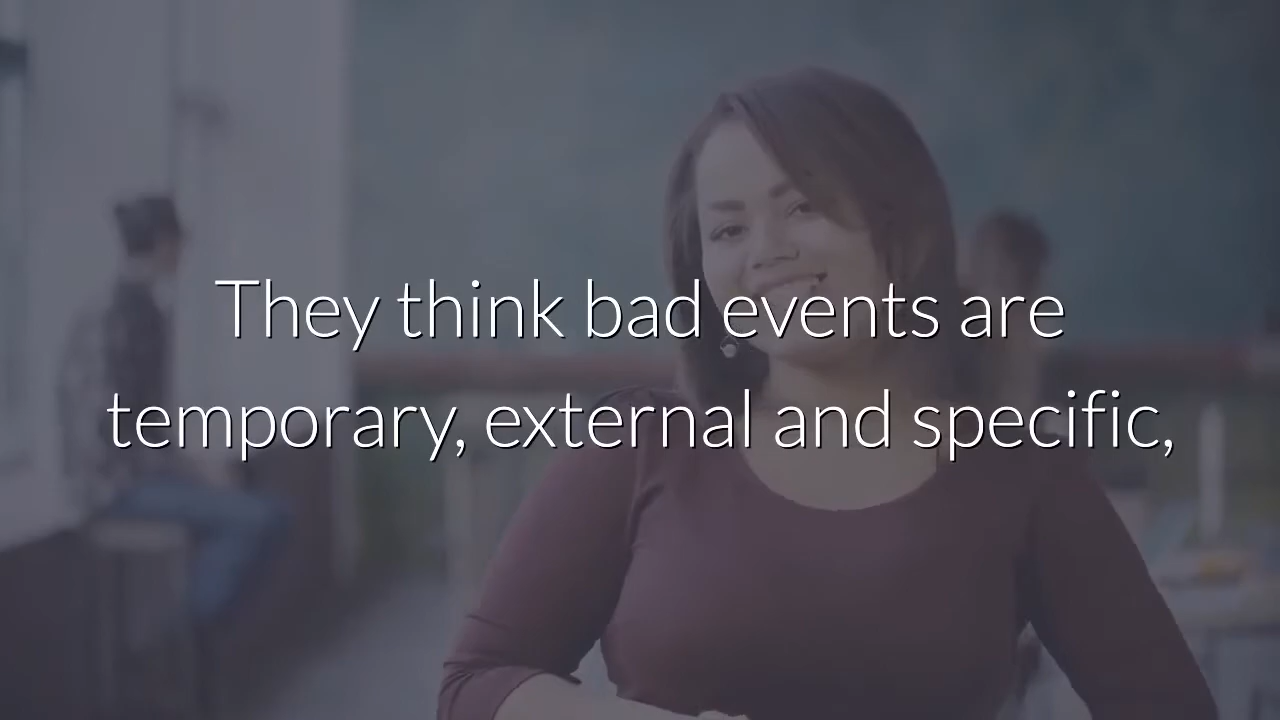 They think bad events are
temporary, external and specific,